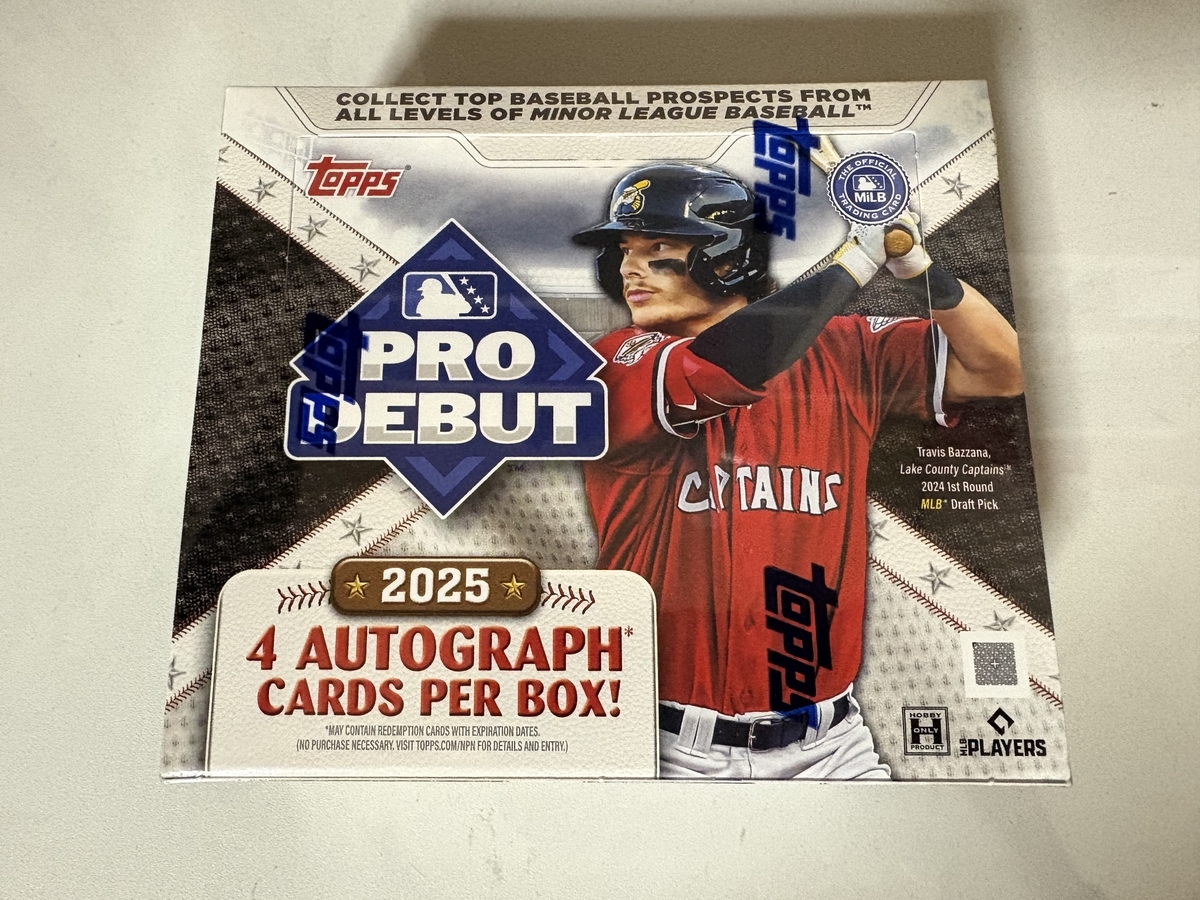 COLLECT TOP BASEBALL PROSPECTS FROM
ALL LEVELS OF MINOR LEAGUE BASEBALL™
TOPPS®
topps
THE OFFICIAL
MiLB
TRADING CARD
PRO
DEBUT
TM
topps
CAPTAINS
Travis Bazzana,
Lake County Captains™
2024 1st Round
MLB® Draft Pick
topps
2025
4 AUTOGRAPH*
CARDS PER BOX!
*MAY CONTAIN REDEMPTION CARDS WITH EXPIRATION DATES.
(NO PURCHASE NECESSARY. VISIT TOPPS.COM/NPN FOR DETAILS AND ENTRY.)
HOBBY
H
ONLY
PRODUCT
MLB PLAYERS